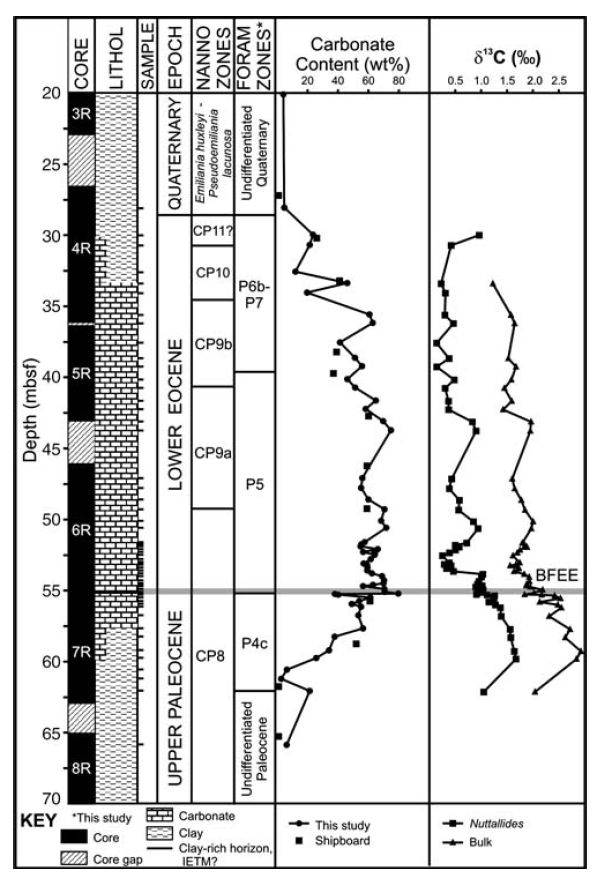 CORE
LITHOL
SAMPLE
EPOCH
NANNO
ZONES
FORAM
ZONES*
Carbonate
Content (wt%)
20 40 60 80
δ¹³C (‰)
0.5 1.0 1.5 2.0 2.5
Depth (mbsf)
20
25
30
35
40
45
50
55
60
65
70
3R
4R
5R
6R
7R
8R
QUATERNARY
LOWER EOCENE
UPPER PALEOCENE
Emiliania huxleyi -
Pseudoemiliania
lacunosa
CP11?
CP10
CP9b
CP9a
CP8
Undifferentiated
Quaternary
P6b-
P7
P5
P4c
Undifferentiated
Paleocene
BFEE
KEY
*This study
Core
Core gap
Carbonate
Clay
Clay-rich horizon,
IETM?
This study
Shipboard
Nuttallides
Bulk